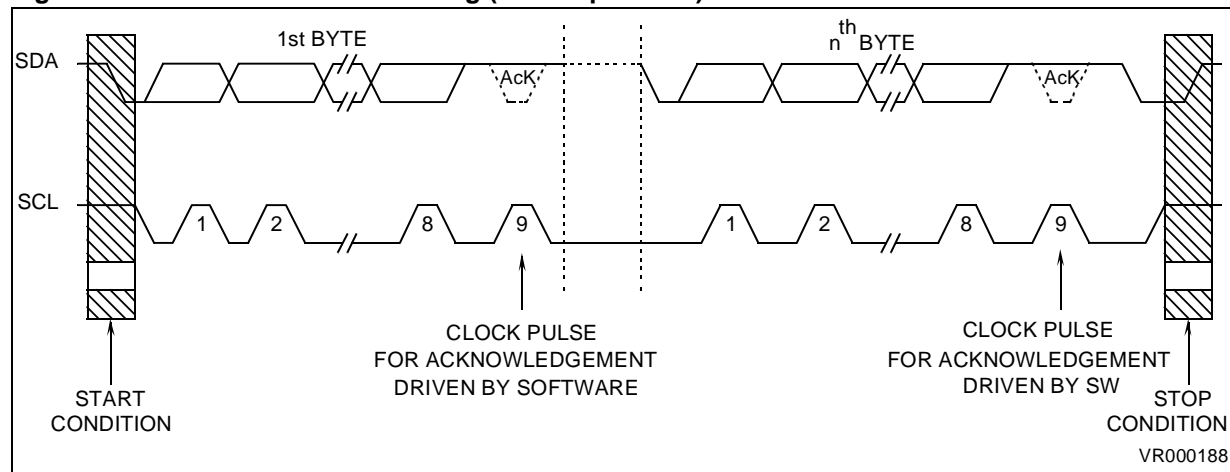 1st BYTE
nth BYTE
SDA
AcK
AcK
SCL
1
2
8
9
1
2
8
9
CLOCK PULSE
FOR ACKNOWLEDGEMENT
DRIVEN BY SOFTWARE
CLOCK PULSE
FOR ACKNOWLEDGEMENT
DRIVEN BY SW
START
CONDITION
STOP
CONDITION
VR000188